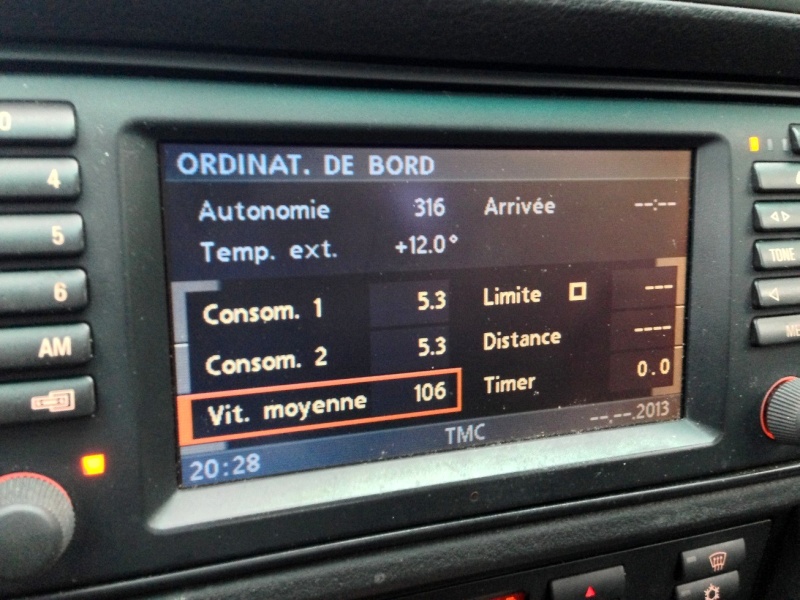 ORDINAT. DE BORD
Autonomie 316 Arrivée --:--
Temp. ext. +12.0°
Consom. 1 5.3 Limite ---
Consom. 2 5.3 Distance ----
Vit. moyenne 106 Timer 0.0
20:28 TMC --.--.2013
0
4
5
6
AM
TONE